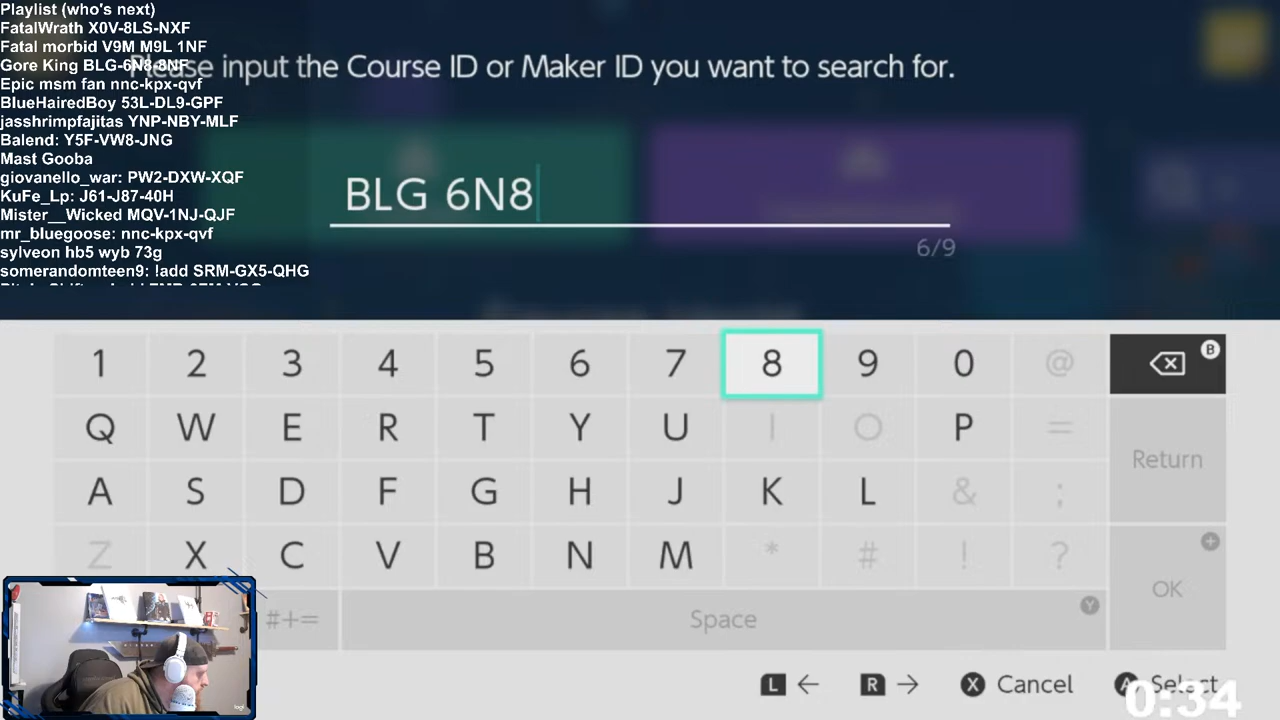 Playlist (who's next)
FatalWrath X0V-8LS-NXF
Fatal morbid V9M M9L 1NF
Gore King BLG-6N8-8NF
Epic msm fan nnc-kpx-qvf
BlueHairedBoy 53L-DL9-GPF
jasshrimpfajitas YNP-NBY-MLF
Balend: Y5F-VW8-JNG
Mast Gooba
giovanello_war: PW2-DXW-XQF
KuFe_Lp: J61-J87-40H
Mister__Wicked MQV-1NJ-QJF
mr_bluegoose: nnc-kpx-qvf
sylveon hb5 wyb 73g
somerandomteen9: !add SRM-GX5-QHG
Please input the Course ID or Maker ID you want to search for.
BLG 6N8
6/9
1 2 3 4 5 6 7 8 9 0 @ B
Q W E R T Y U I O P = Return
A S D F G H J K L & ;
Z X C V B N M * # ! ? +
OK
#+= Space Y
L ← R → X Cancel A Select
0:34